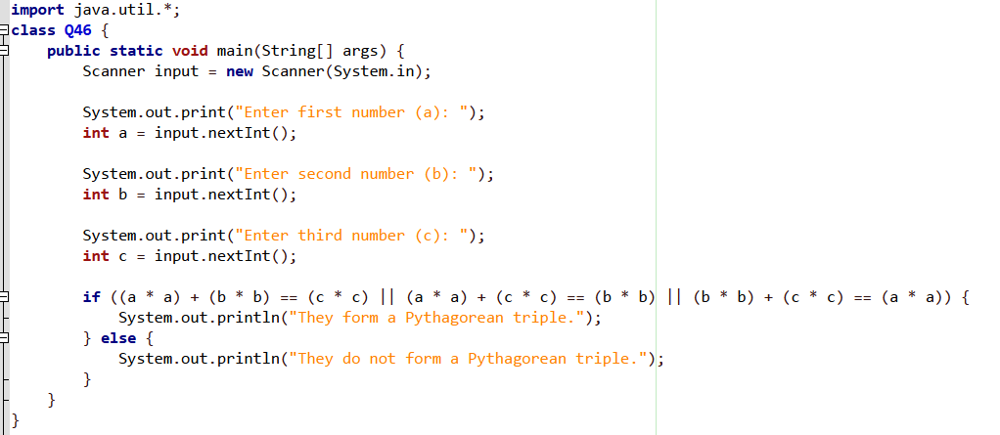 import java.util.*;
class Q46 {
    public static void main(String[] args) {
        Scanner input = new Scanner(System.in);

        System.out.print("Enter first number (a): ");
        int a = input.nextInt();

        System.out.print("Enter second number (b): ");
        int b = input.nextInt();

        System.out.print("Enter third number (c): ");
        int c = input.nextInt();

        if ((a * a) + (b * b) == (c * c) || (a * a) + (c * c) == (b * b) || (b * b) + (c * c) == (a * a)) {
            System.out.println("They form a Pythagorean triple.");
        } else {
            System.out.println("They do not form a Pythagorean triple.");
        }
    }
}